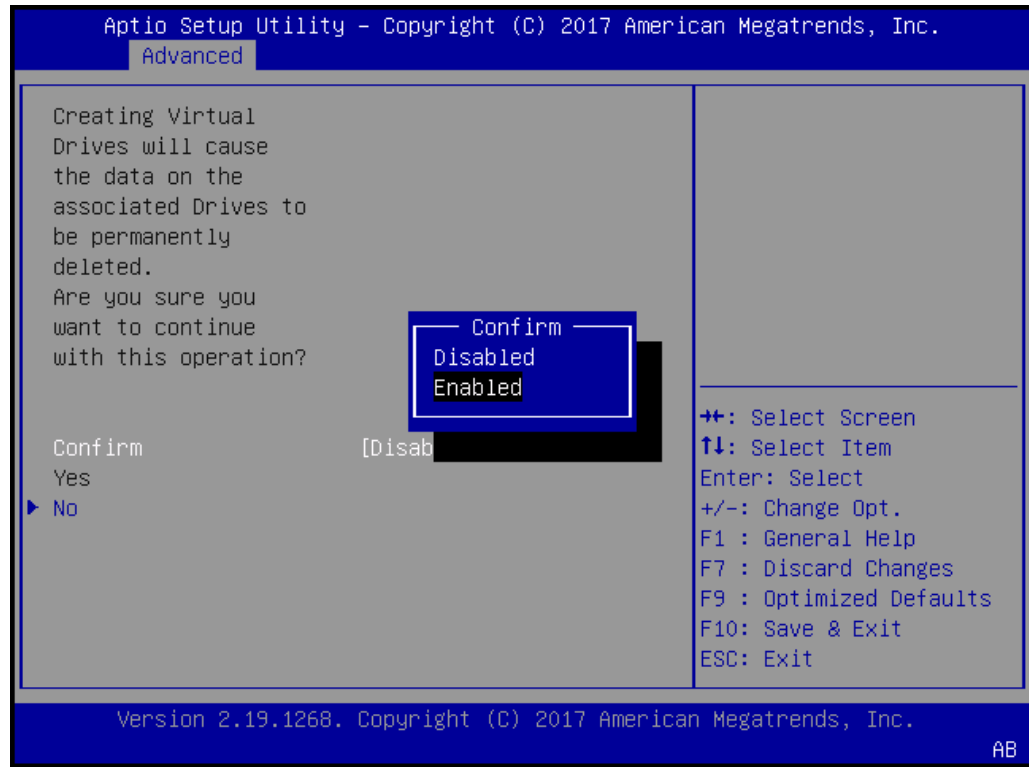 Aptio Setup Utility – Copyright (C) 2017 American Megatrends, Inc.
Advanced
Creating Virtual
Drives will cause
the data on the
associated Drives to
be permanently
deleted.
Are you sure you
want to continue
with this operation?
Confirm
Disabled
Enabled
Confirm [Disab
Yes
No
→←: Select Screen
↑↓: Select Item
Enter: Select
+/-: Change Opt.
F1 : General Help
F7 : Discard Changes
F9 : Optimized Defaults
F10: Save & Exit
ESC: Exit
Version 2.19.1268. Copyright (C) 2017 American Megatrends, Inc.
AB